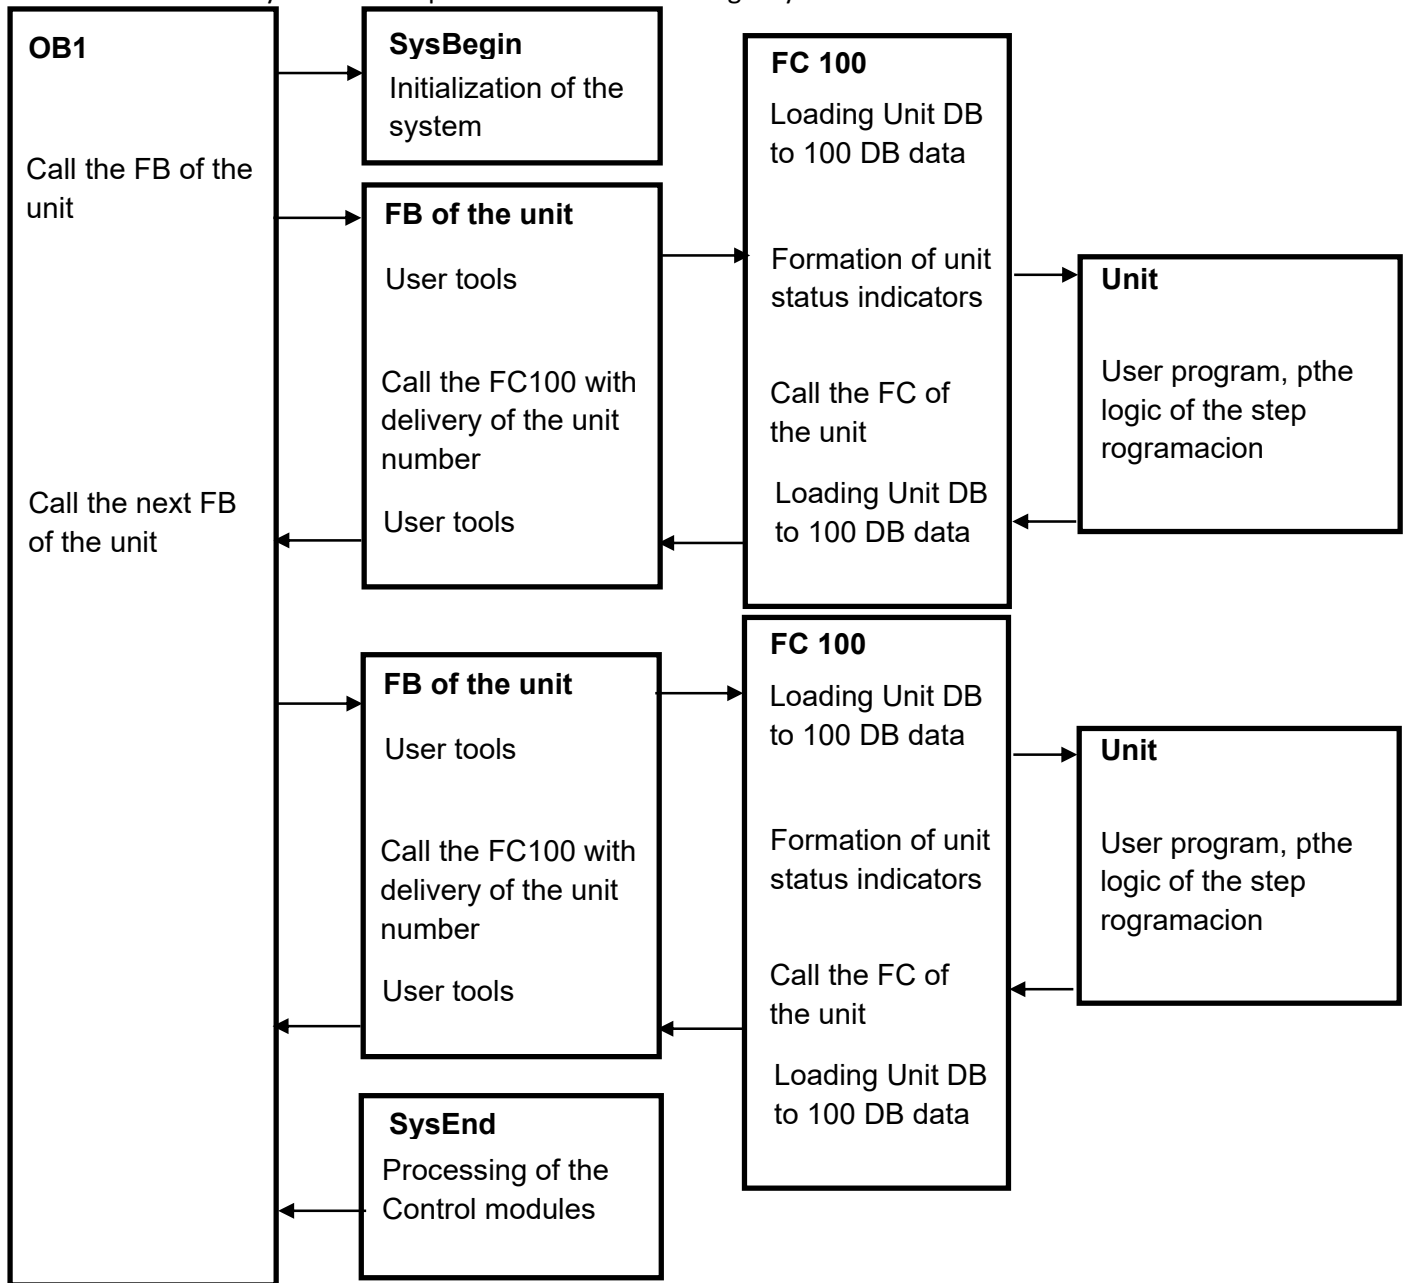 OB1
Call the FB of the
unit
Call the next FB
of the unit
SysBegin
Initialization of the
system
FB of the unit
User tools
Call the FC100 with
delivery of the unit
number
User tools
FC 100
Loading Unit DB
to 100 DB data
Formation of unit
status indicators
Call the FC of
the unit
Loading Unit DB
to 100 DB data
Unit
User program, pthe
logic of the step
rogramacion
FB of the unit
User tools
Call the FC100 with
delivery of the unit
number
User tools
FC 100
Loading Unit DB
to 100 DB data
Formation of unit
status indicators
Call the FC of
the unit
Loading Unit DB
to 100 DB data
Unit
User program, pthe
logic of the step
rogramacion
SysEnd
Processing of the
Control modules